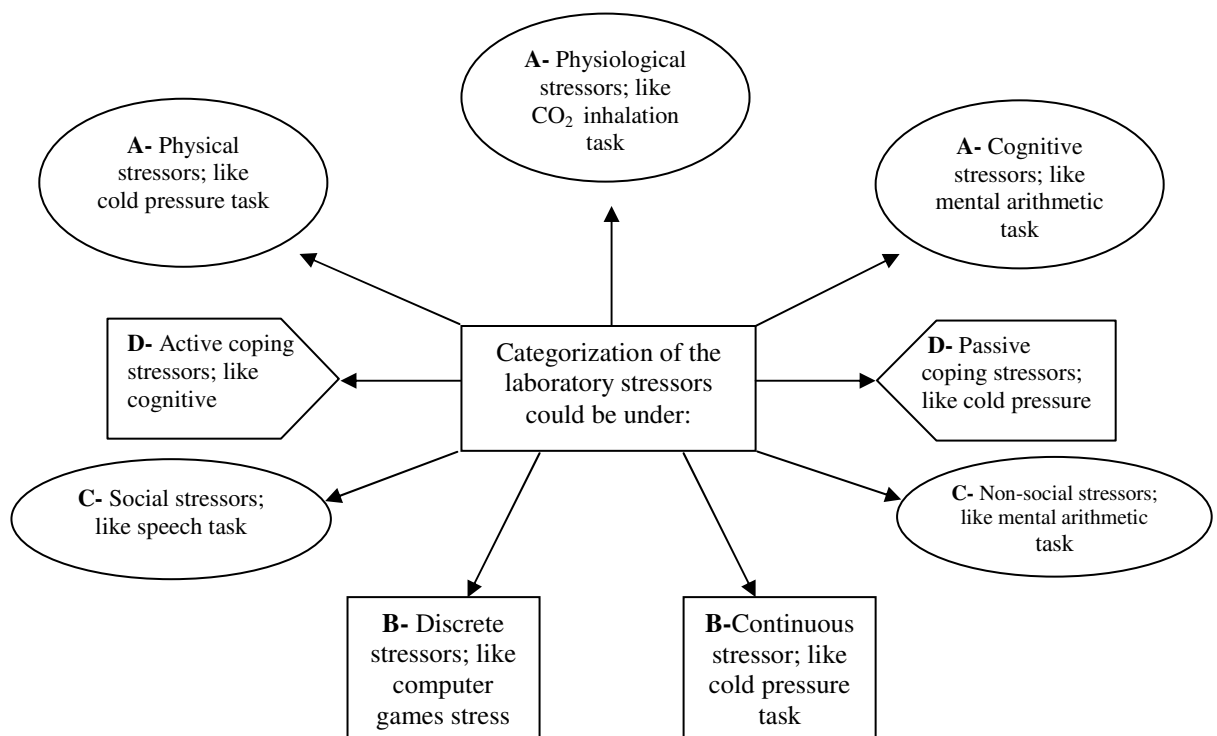 A- Physiological
stressors; like
CO₂ inhalation
task
A- Physical
stressors; like
cold pressure task
A- Cognitive
stressors; like
mental arithmetic
task
D- Active coping
stressors; like
cognitive
Categorization of the
laboratory stressors
could be under:
D- Passive
coping stressors;
like cold pressure
C- Social stressors;
like speech task
C- Non-social stressors;
like mental arithmetic
task
B- Discrete
stressors; like
computer
games stress
B-Continuous
stressor; like
cold pressure
task